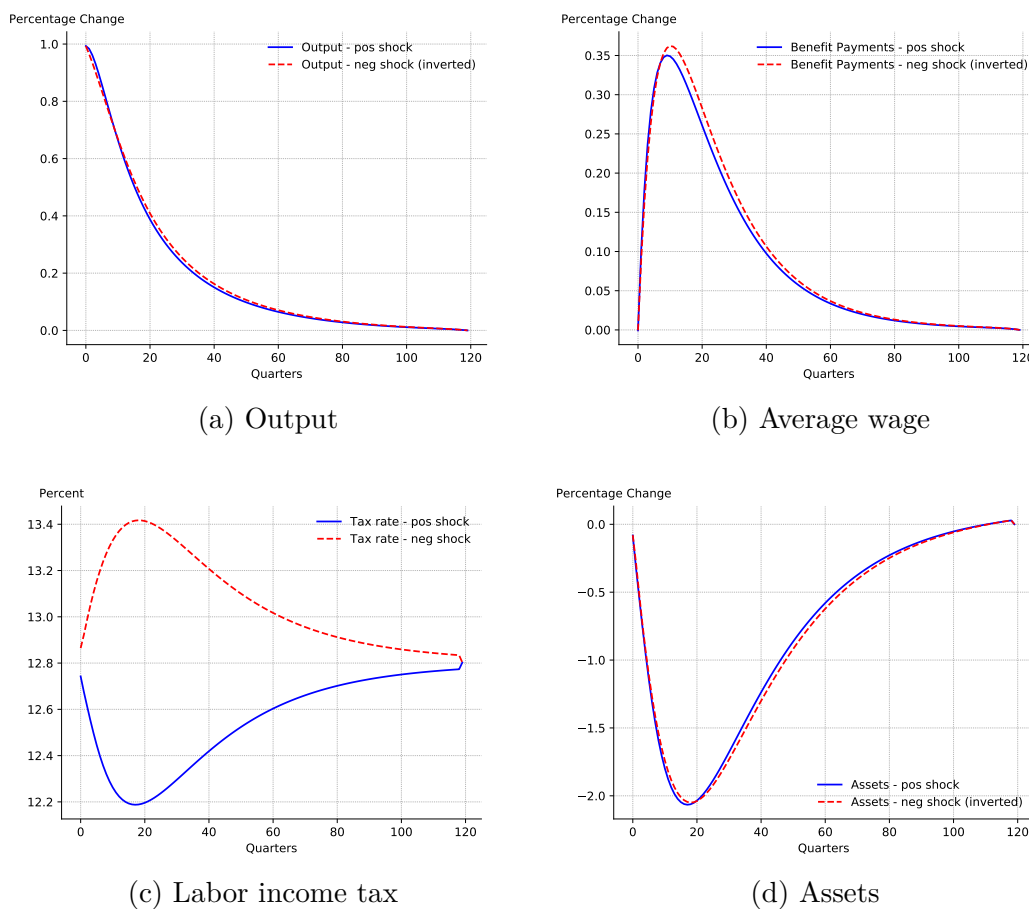 Percentage Change
Output - pos shock
Output - neg shock (inverted)
1.0
0.8
0.6
0.4
0.2
0.0
0 20 40 60 80 100 120
Quarters
(a) Output
Percentage Change
Benefit Payments - pos shock
Benefit Payments - neg shock (inverted)
0.35
0.30
0.25
0.20
0.15
0.10
0.05
0.00
0 20 40 60 80 100 120
Quarters
(b) Average wage
Percent
Tax rate - pos shock
Tax rate - neg shock
13.4
13.2
13.0
12.8
12.6
12.4
12.2
0 20 40 60 80 100 120
Quarters
(c) Labor income tax
Percentage Change
0.0
−0.5
−1.0
−1.5
−2.0
Assets - pos shock
Assets - neg shock (inverted)
0 20 40 60 80 100 120
Quarters
(d) Assets